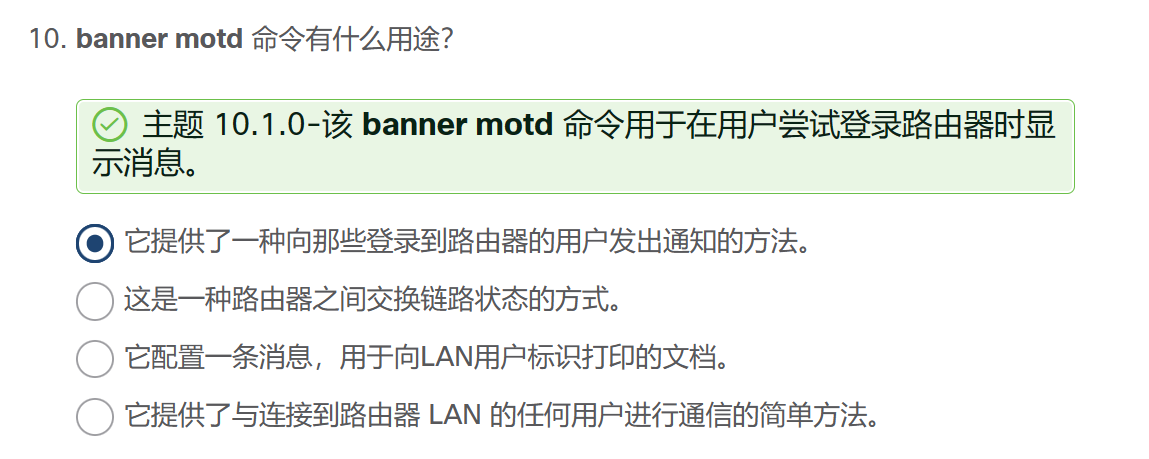 10. banner motd 命令有什么用途？
主题 10.1.0-该 banner motd 命令用于在用户尝试登录路由器时显
示消息。
它提供了一种向那些登录到路由器的用户发出通知的方法。
这是一种路由器之间交换链路状态的方式。
它配置一条消息，用于向LAN用户标识打印的文档。
它提供了与连接到路由器 LAN 的任何用户进行通信的简单方法。